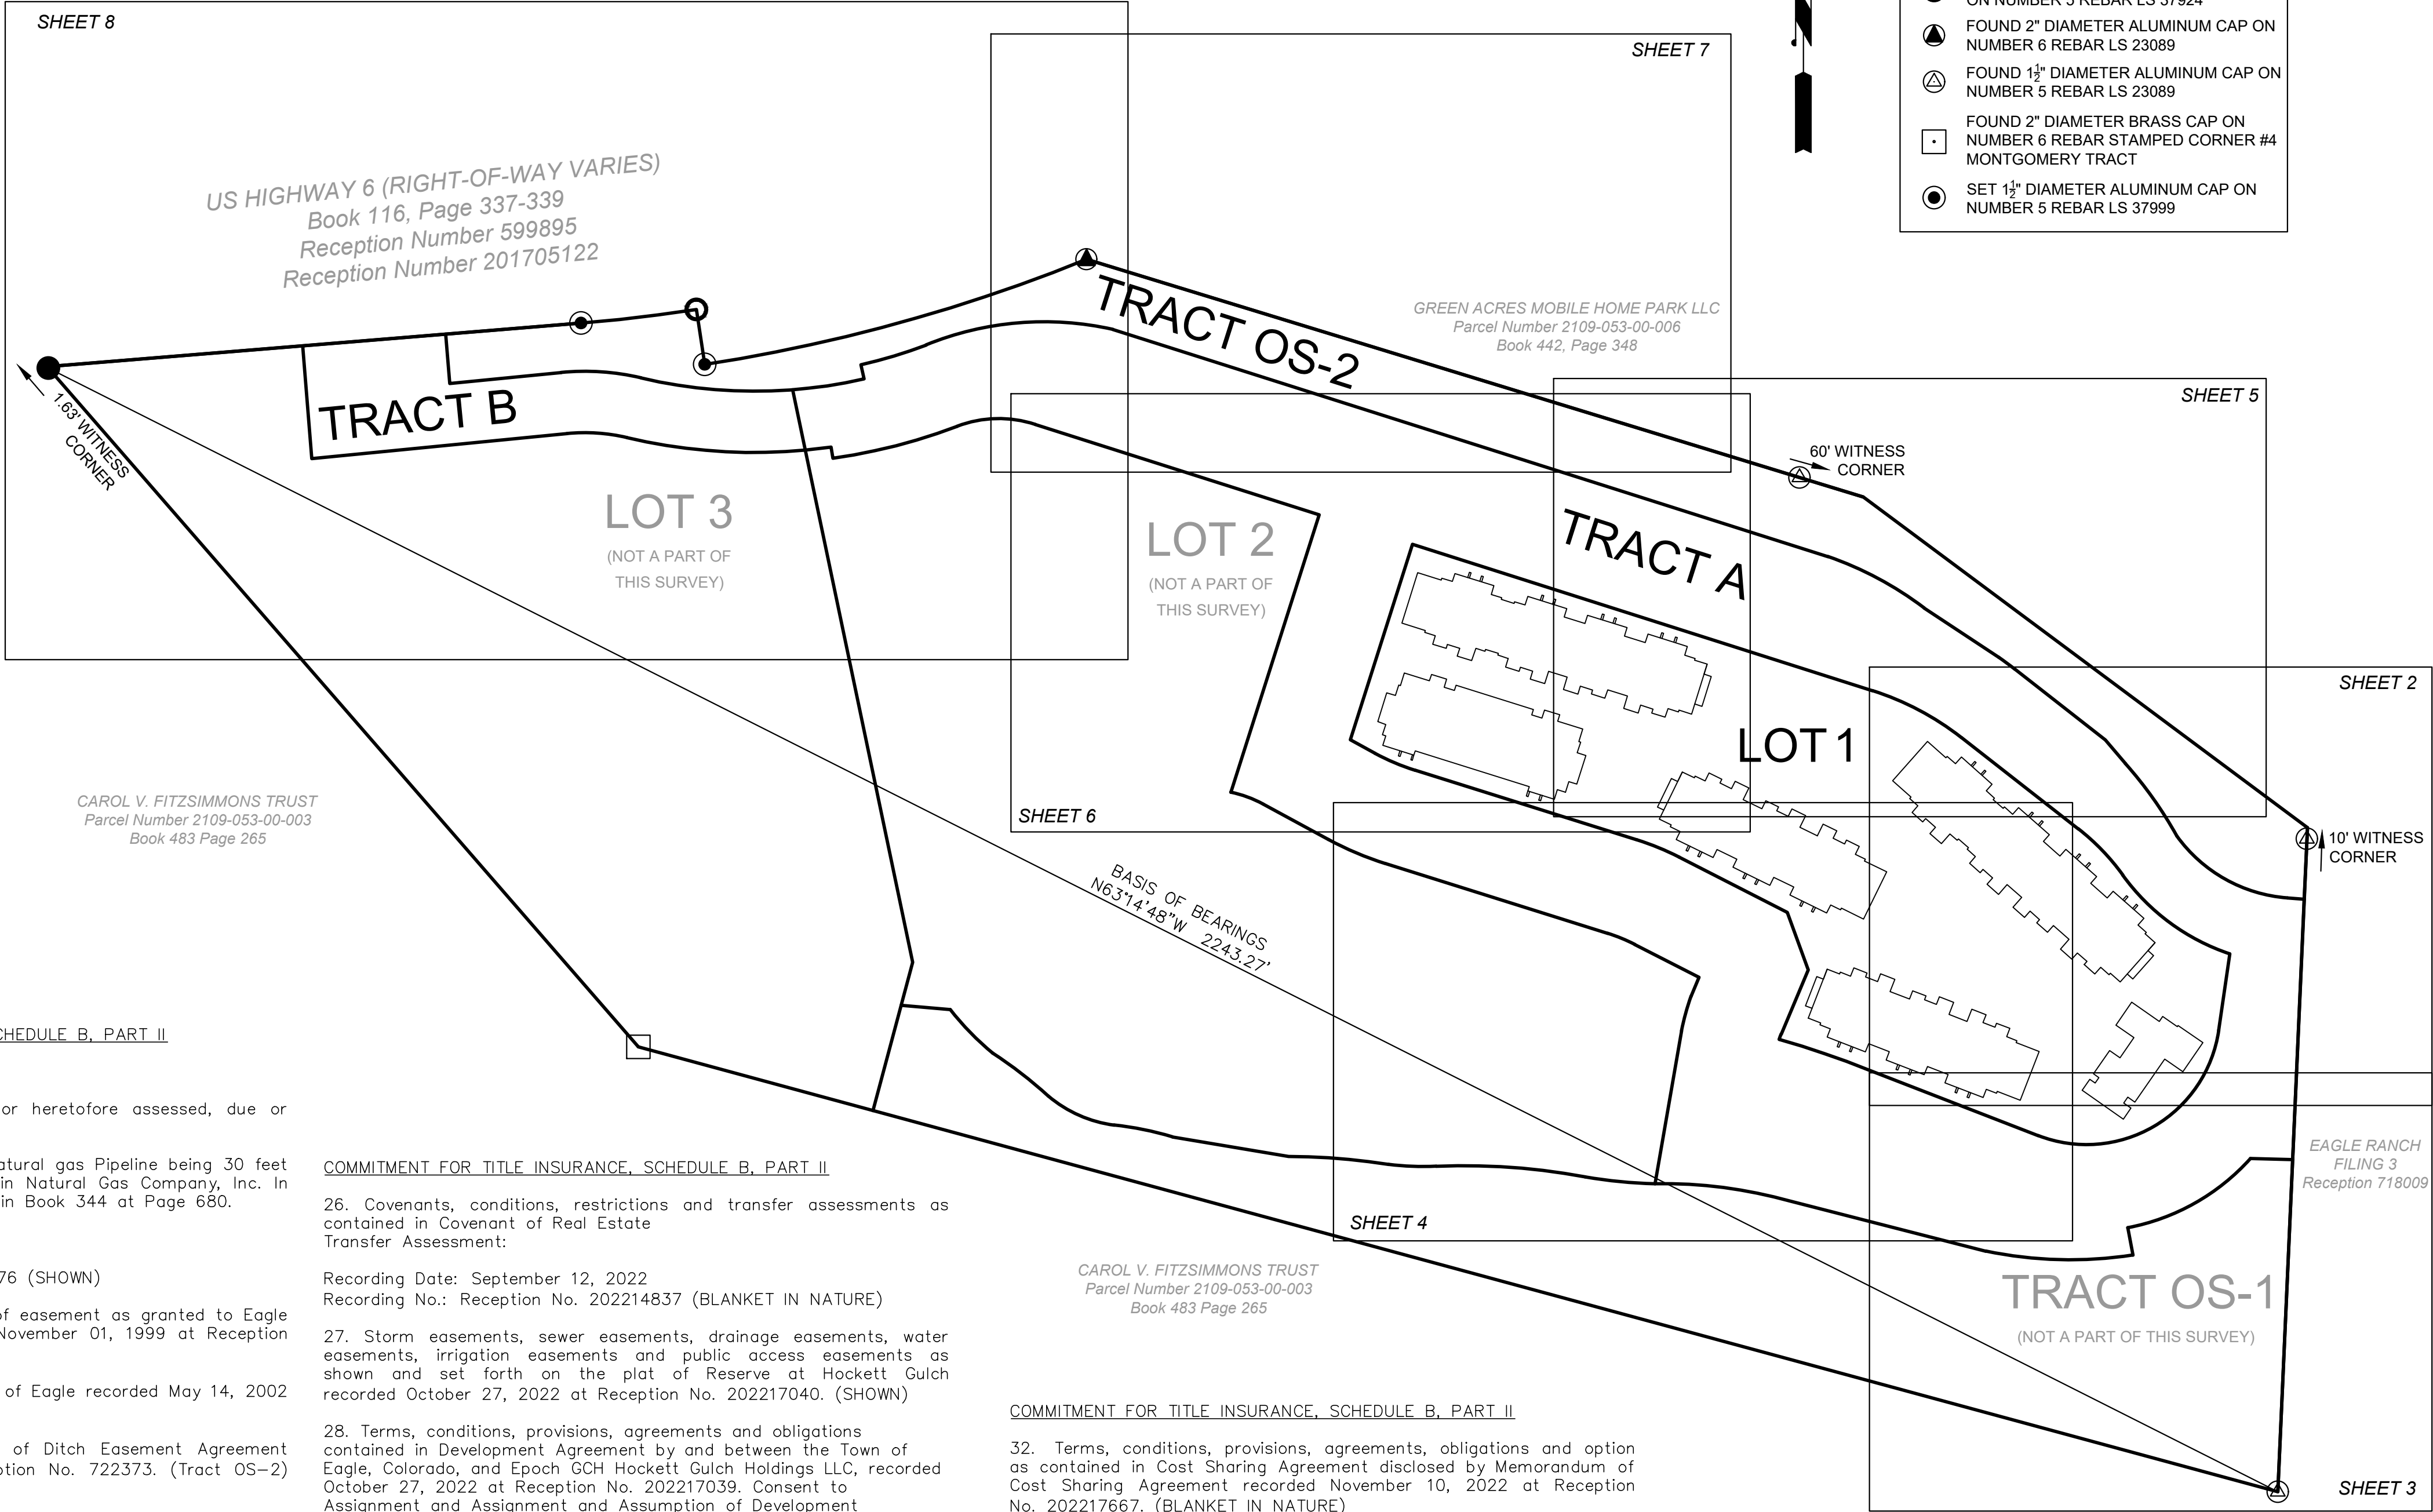 SHEET 8
SHEET 7
ON NUMBER 5 REBAR LS 37924
FOUND 2" DIAMETER ALUMINUM CAP ON
NUMBER 6 REBAR LS 23089
FOUND 1½" DIAMETER ALUMINUM CAP ON
NUMBER 5 REBAR LS 23089
FOUND 2" DIAMETER BRASS CAP ON
NUMBER 6 REBAR STAMPED CORNER #4
MONTGOMERY TRACT
SET 1½" DIAMETER ALUMINUM CAP ON
NUMBER 5 REBAR LS 37999
US HIGHWAY 6 (RIGHT-OF-WAY VARIES)
Book 116, Page 337-339
Reception Number 599895
Reception Number 201705122
TRACT OS-2
GREEN ACRES MOBILE HOME PARK LLC
Parcel Number 2109-053-00-006
Book 442, Page 348
SHEET 5
TRACT B
1.63' WITNESS
CORNER
60' WITNESS
CORNER
LOT 3
(NOT A PART OF
THIS SURVEY)
LOT 2
(NOT A PART OF
THIS SURVEY)
TRACT A
SHEET 2
LOT 1
CAROL V. FITZSIMMONS TRUST
Parcel Number 2109-053-00-003
Book 483 Page 265
SHEET 6
10' WITNESS
CORNER
BASIS OF BEARINGS
N63°14'48"W 2243.27'
EAGLE RANCH
FILING 3
Reception 718009
SHEET 4
CAROL V. FITZSIMMONS TRUST
Parcel Number 2109-053-00-003
Book 483 Page 265
TRACT OS-1
(NOT A PART OF THIS SURVEY)
SHEET 3
CHEDULE B, PART II
or heretofore assessed, due or
atural gas Pipeline being 30 feet
in Natural Gas Company, Inc. In
in Book 344 at Page 680.
76 (SHOWN)
of easement as granted to Eagle
November 01, 1999 at Reception
of Eagle recorded May 14, 2002
of Ditch Easement Agreement
ption No. 722373. (Tract OS-2)
COMMITMENT FOR TITLE INSURANCE, SCHEDULE B, PART II
26. Covenants, conditions, restrictions and transfer assessments as
contained in Covenant of Real Estate
Transfer Assessment:
Recording Date: September 12, 2022
Recording No.: Reception No. 202214837 (BLANKET IN NATURE)
27. Storm easements, sewer easements, drainage easements, water
easements, irrigation easements and public access easements as
shown and set forth on the plat of Reserve at Hockett Gulch
recorded October 27, 2022 at Reception No. 202217040. (SHOWN)
28. Terms, conditions, provisions, agreements and obligations
contained in Development Agreement by and between the Town of
Eagle, Colorado, and Epoch GCH Hockett Gulch Holdings LLC, recorded
October 27, 2022 at Reception No. 202217039. Consent to
Assignment and Assignment and Assumption of Development
COMMITMENT FOR TITLE INSURANCE, SCHEDULE B, PART II
32. Terms, conditions, provisions, agreements, obligations and option
as contained in Cost Sharing Agreement disclosed by Memorandum of
Cost Sharing Agreement recorded November 10, 2022 at Reception
No. 202217667. (BLANKET IN NATURE)